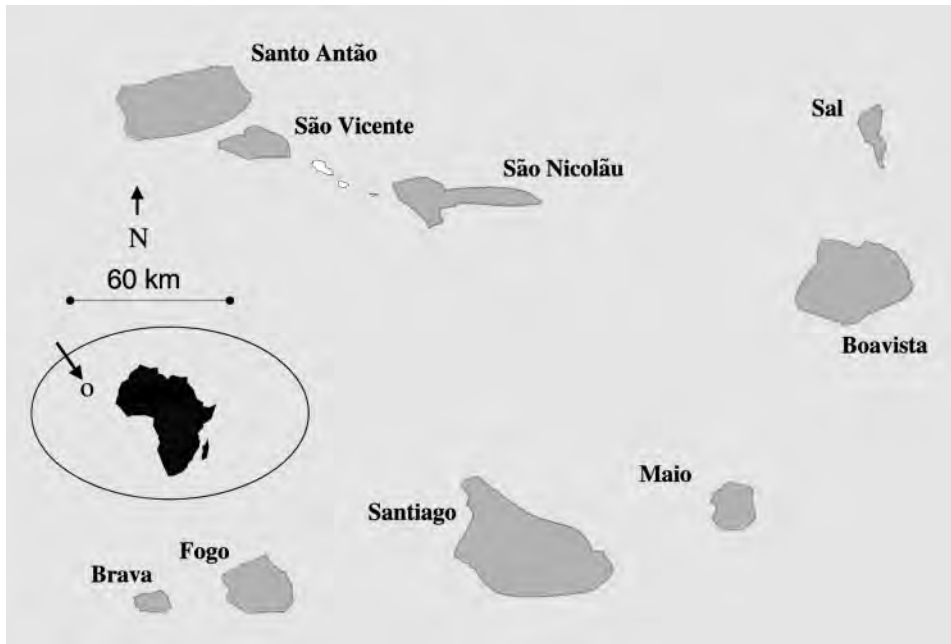 Santo Antão
São Vicente
São Nicolãu
Sal
Boavista
N
60 km
O
Maio
Santiago
Fogo
Brava